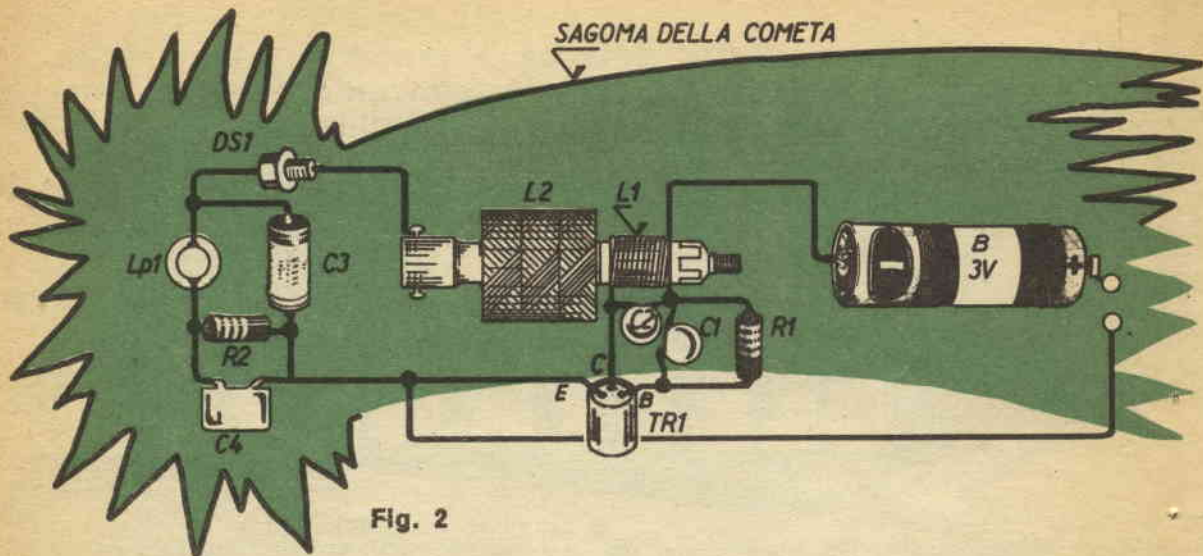 SAGOMA DELLA COMETA
DS1
L2
L1
Lp1
C3
B
3V
−
+
C1
R1
R2
C
E
B
TR1
C4
Fig. 2